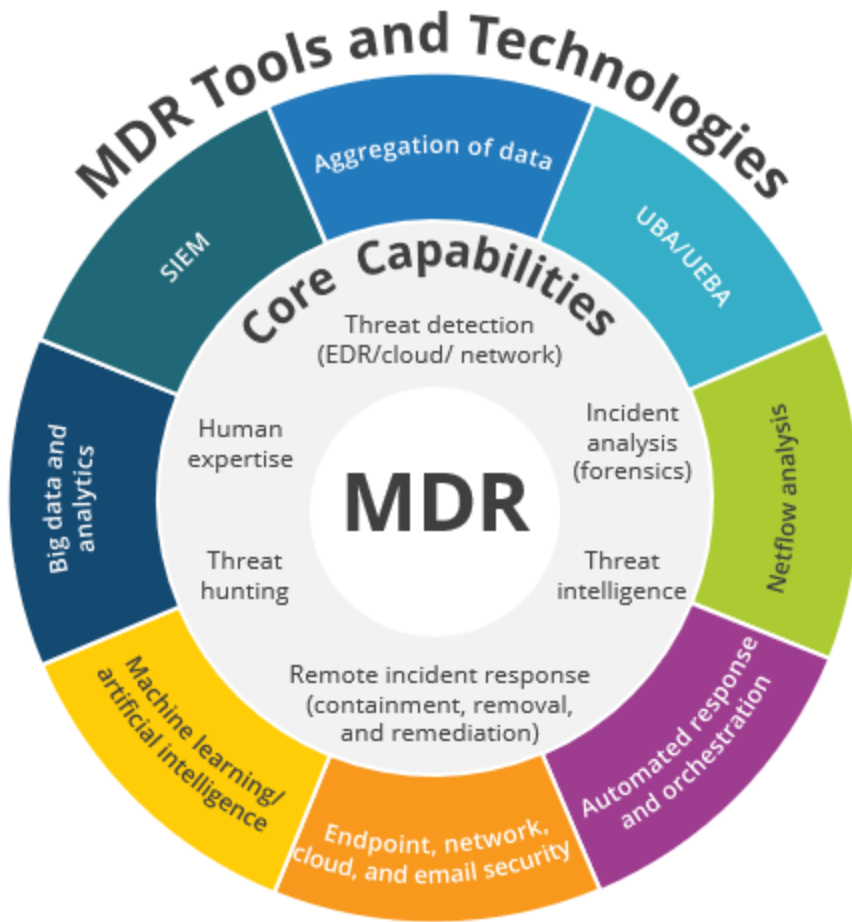 MDR Tools and Technologies
Aggregation of data
UBA/UEBA
Netflow analysis
Automated response
and orchestration
Endpoint, network,
cloud, and email security
Machine learning/
artificial intelligence
Big data and
analytics
SIEM
Core Capabilities
Threat detection
(EDR/cloud/ network)
Incident
analysis
(forensics)
Threat
intelligence
Remote incident response
(containment, removal,
and remediation)
Threat
hunting
Human
expertise
MDR